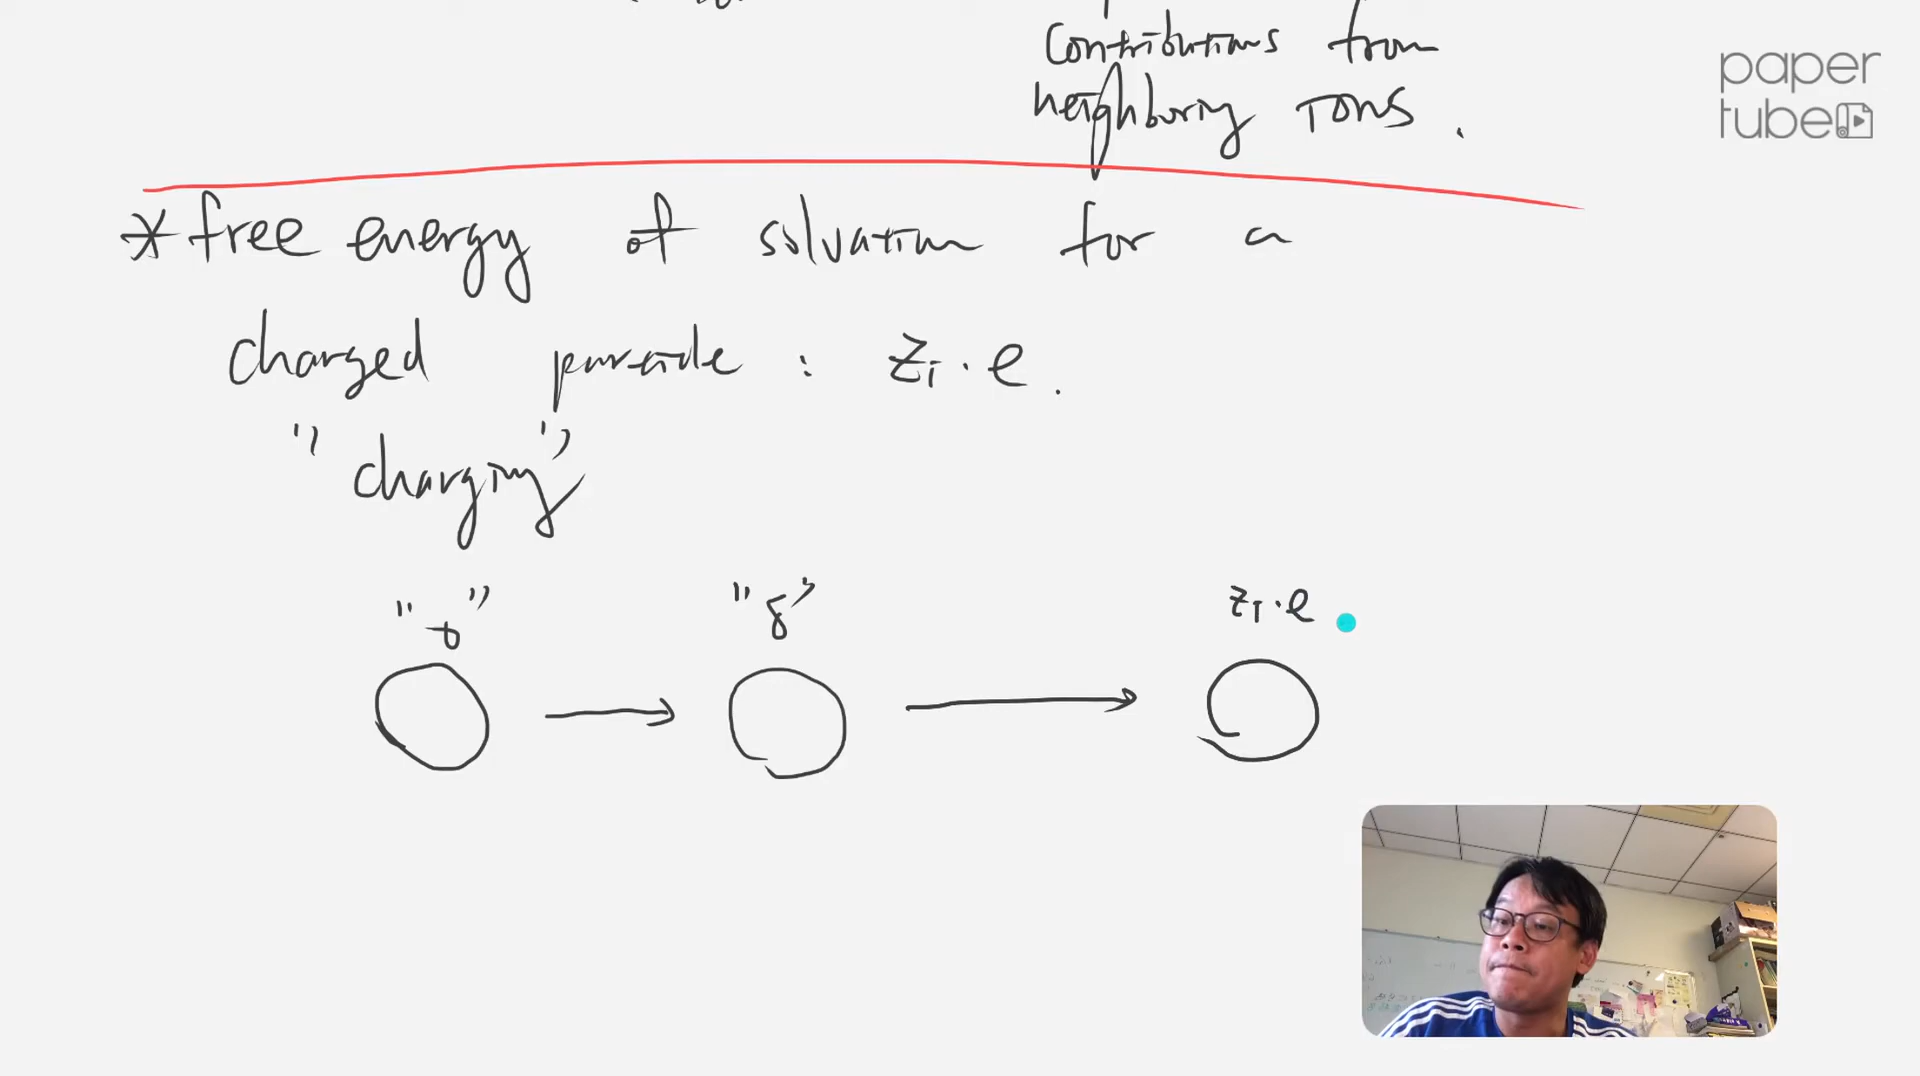 contributions from
neighboring ions .
* free energy of solvation for a
charged particle : zi · e .
"charging"
"0" "q" zi · e
paper
tube